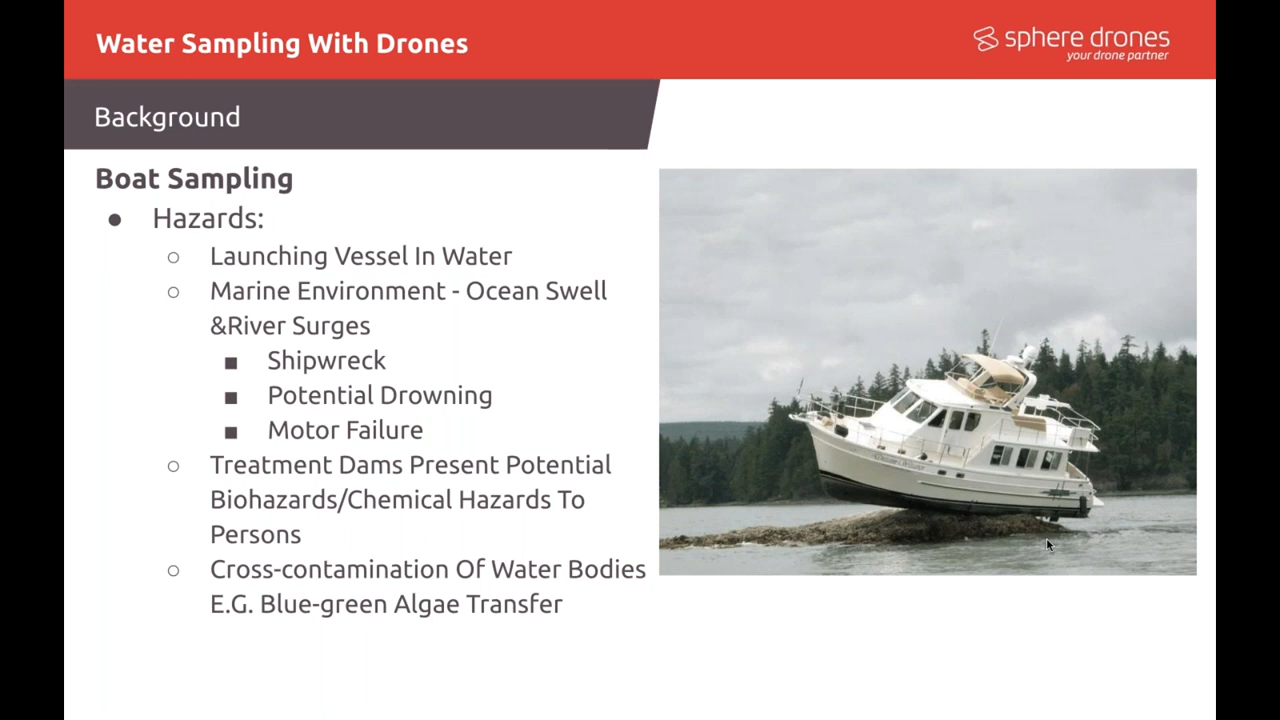 Water Sampling With Drones
sphere drones
your drone partner
Background
Boat Sampling
● Hazards:
○ Launching Vessel In Water
○ Marine Environment - Ocean Swell
&River Surges
■ Shipwreck
■ Potential Drowning
■ Motor Failure
○ Treatment Dams Present Potential
Biohazards/Chemical Hazards To
Persons
○ Cross-contamination Of Water Bodies
E.G. Blue-green Algae Transfer